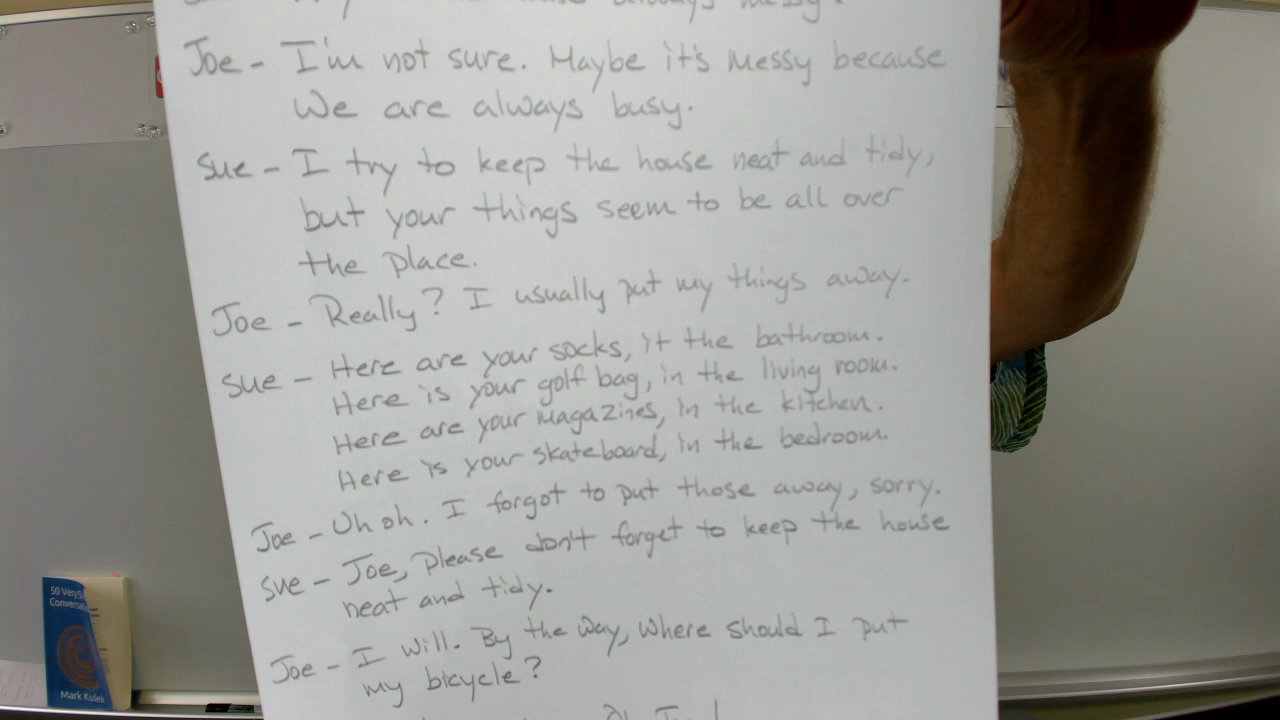 always messy?
Joe - I'm not sure. Maybe it's messy because
We are always busy.
Sue - I try to keep the house neat and tidy,
but your things seem to be all over
the place.
Joe - Really? I usually put my things away.
Sue - Here are your socks, it the bathroom.
Here is your golf bag, in the living room.
Here are your magazines, in the kitchen.
Here is your skateboard, in the bedroom.
Joe - Uh oh. I forgot to put those away, sorry.
Sue - Joe, please don't forget to keep the house
neat and tidy.
Joe - I will. By the way, where should I put
my bicycle?
50 Very
Conversa
Mark Kulek